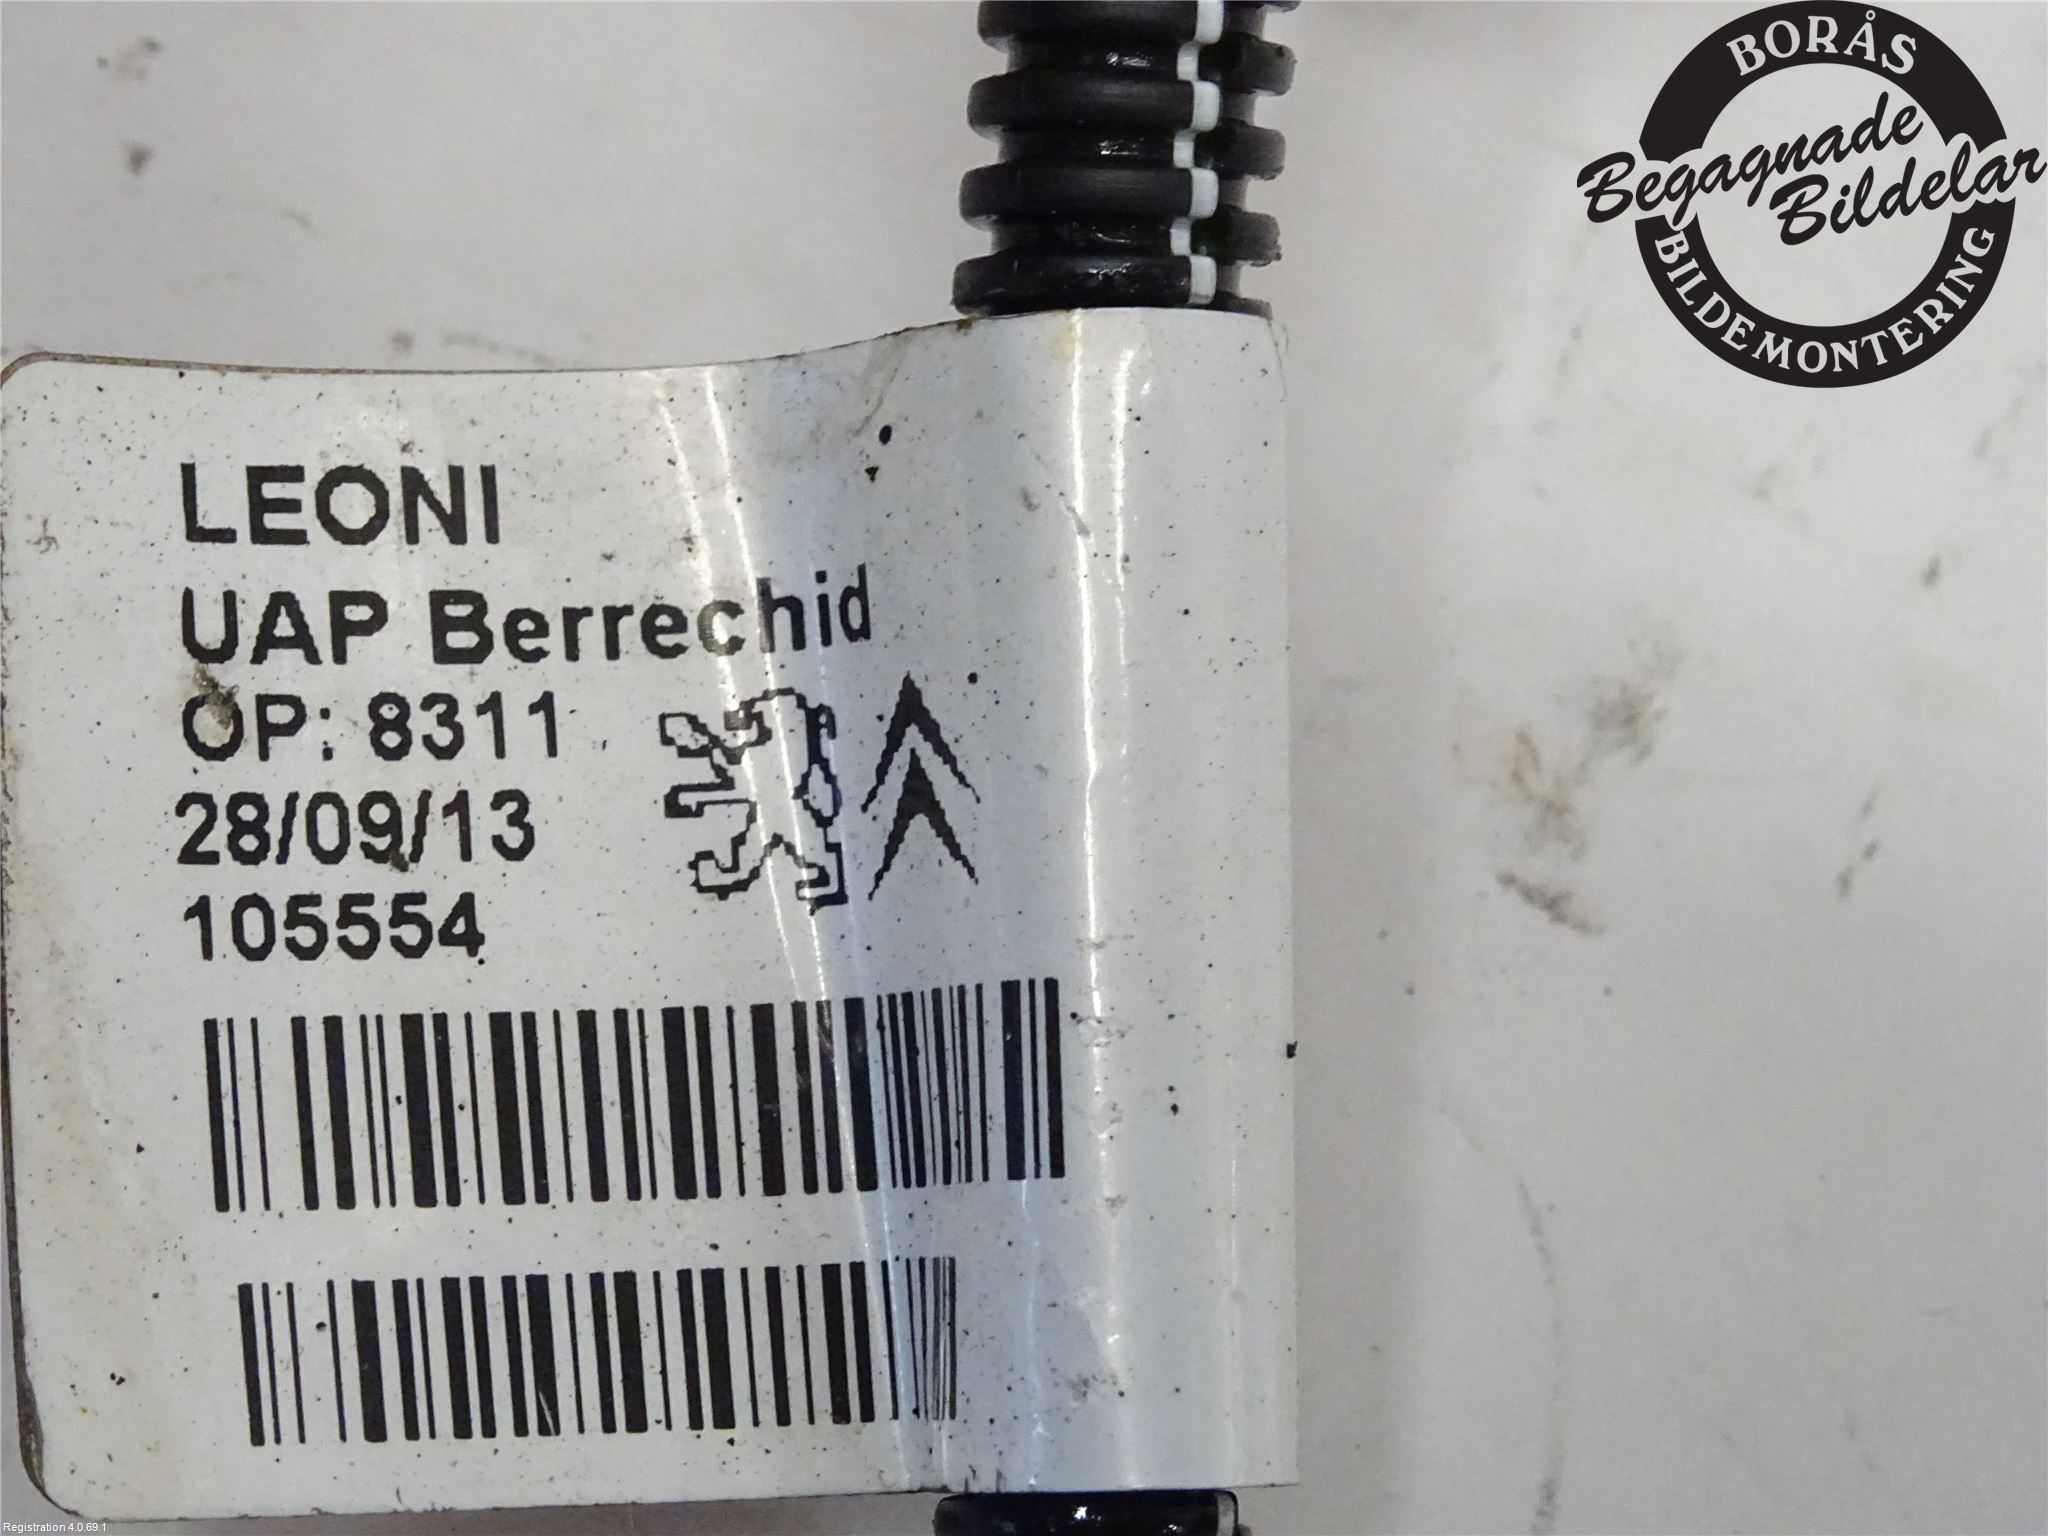 BORÅS
Begagnade
Bildelar
BILDEMONTERING
LEONI
UAP Berrechid
OP: 8311
28/09/13
105554
Registration 4.0.69.1